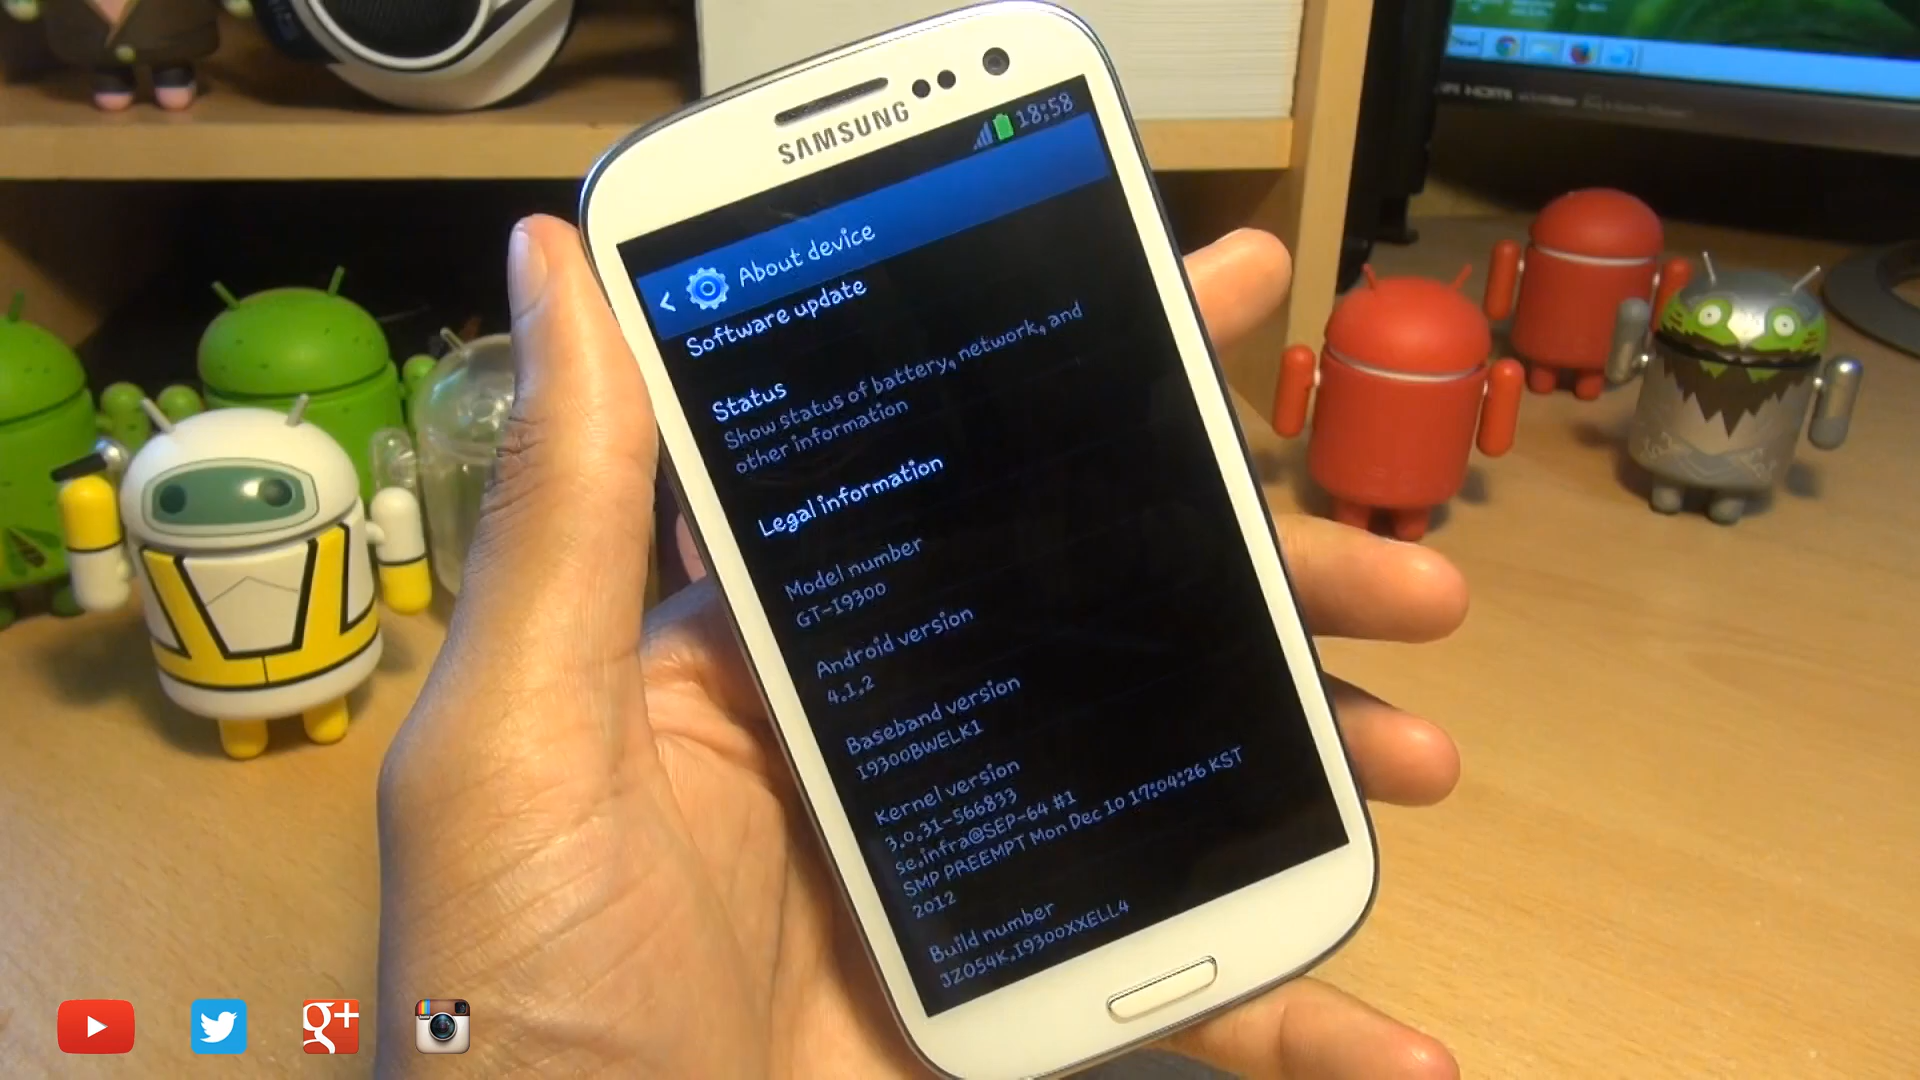 SAMSUNG
18:58
About device
Software update
Status
Show status of battery, network, and
other information
Legal information
Model number
GT-I9300
Android version
4.1.2
Baseband version
I9300BWELK1
Kernel version
3.0.31-566833
se.infra@SEP-64 #1
SMP PREEMPT Mon Dec 10 17:04:26 KST
2012
Build number
JZO54K.I9300XXELL4
HDMI
g+